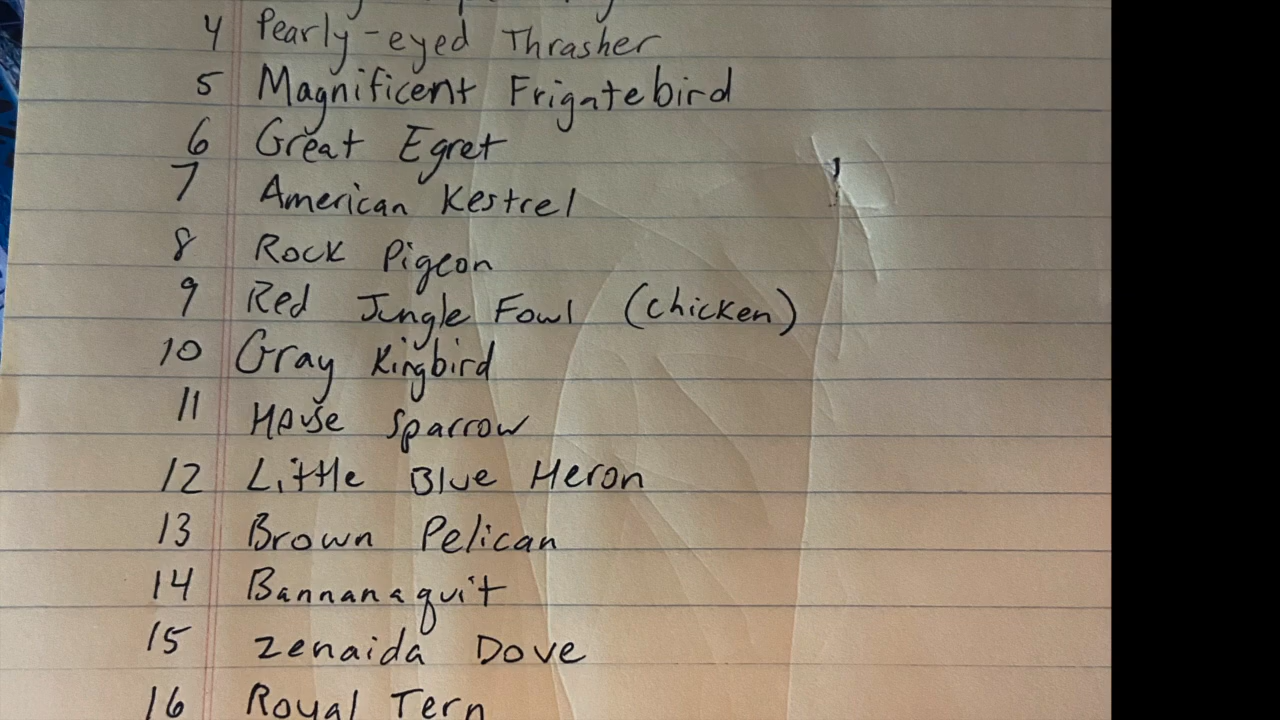 4 Pearly-eyed Thrasher
5 Magnificent Frigatebird
6 Great Egret
7 American Kestrel
8 Rock Pigeon
9 Red Jungle Fowl (chicken)
10 Gray Kingbird
11 House Sparrow
12 Little Blue Heron
13 Brown Pelican
14 Bannanaquit
15 Zenaida Dove
16 Royal Tern